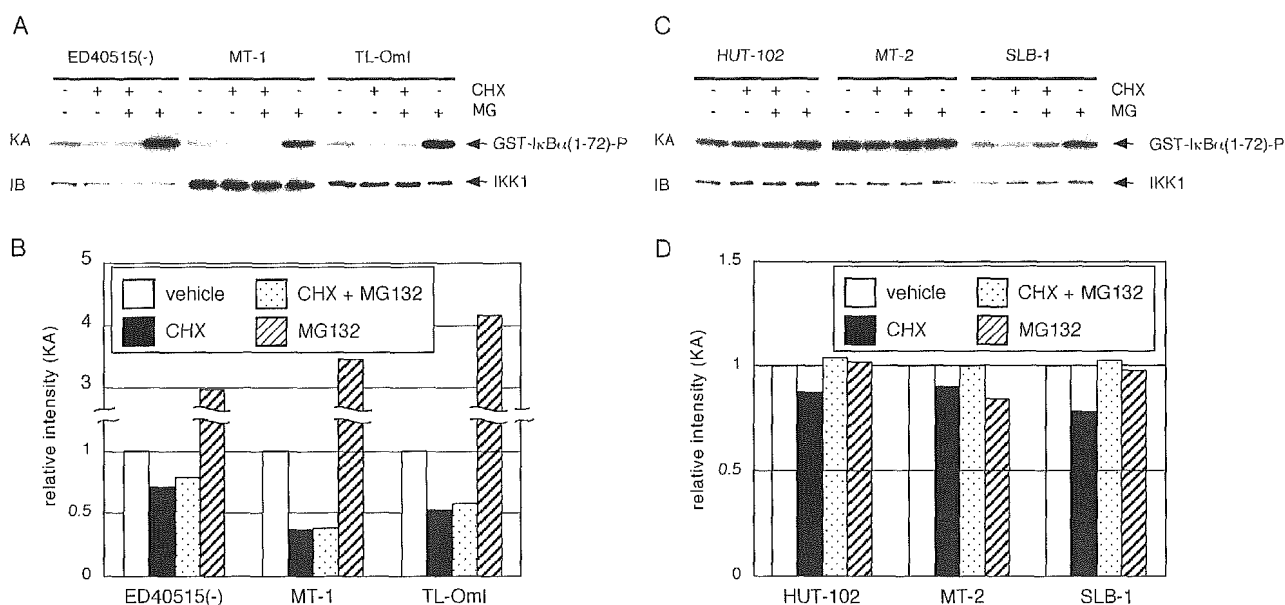 A
ED40515(-) MT-1 TL-OmI
- + + - - + + - - + + - CHX
- - + + - - + + - - + + MG
KA GST-IκBα(1-72)-P
IB IKK1
B
5
4
3
1
0.5
0
relative intensity (KA)
vehicle CHX + MG132
CHX MG132
ED40515(-) MT-1 TL-OmI
C
HUT-102 MT-2 SLB-1
- + + - - + + - - + + - CHX
- - + + - - + + - - + + MG
KA GST-IκBα(1-72)-P
IB IKK1
D
1.5
1
0.5
0
relative intensity (KA)
vehicle CHX + MG132
CHX MG132
HUT-102 MT-2 SLB-1